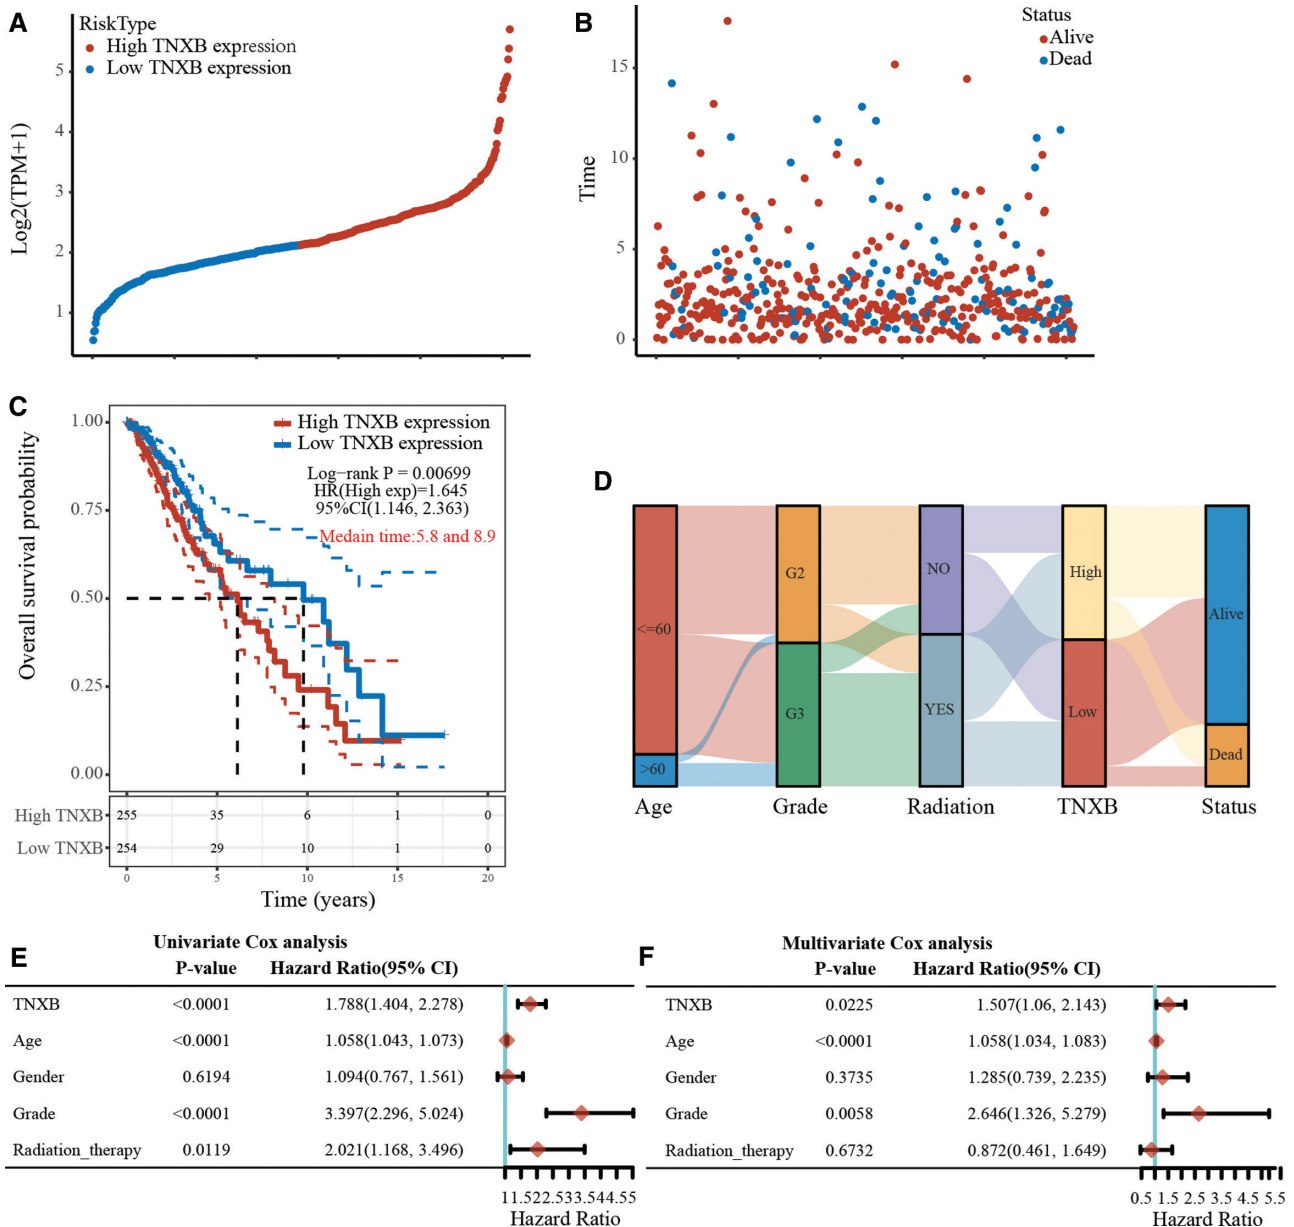 A
RiskType
High TNXB expression
Low TNXB expression
Log2(TPM+1)
5
4
3
2
1
B
Status
Alive
Dead
Time
15
10
5
0
C
High TNXB expression
Low TNXB expression
Log-rank P = 0.00699
HR(High exp)=1.645
95%CI(1.146, 2.363)
Medain time:5.8 and 8.9
Overall survival probability
1.00
0.75
0.50
0.25
0.00
High TNXB 255 35 6 1 0
Low TNXB 254 29 10 1 0
0 5 10 15 20
Time (years)
D
<=60
>60
G2
G3
NO
YES
High
Low
Alive
Dead
Age Grade Radiation TNXB Status
E
Univariate Cox analysis
P-value Hazard Ratio(95% CI)
TNXB <0.0001 1.788(1.404, 2.278)
Age <0.0001 1.058(1.043, 1.073)
Gender 0.6194 1.094(0.767, 1.561)
Grade <0.0001 3.397(2.296, 5.024)
Radiation_therapy 0.0119 2.021(1.168, 3.496)
11.522.533.544.55
Hazard Ratio
F
Multivariate Cox analysis
P-value Hazard Ratio(95% CI)
TNXB 0.0225 1.507(1.06, 2.143)
Age <0.0001 1.058(1.034, 1.083)
Gender 0.3735 1.285(0.739, 2.235)
Grade 0.0058 2.646(1.326, 5.279)
Radiation_therapy 0.6732 0.872(0.461, 1.649)
0.5 1.5 2.5 3.5 4.5 5.5
Hazard Ratio